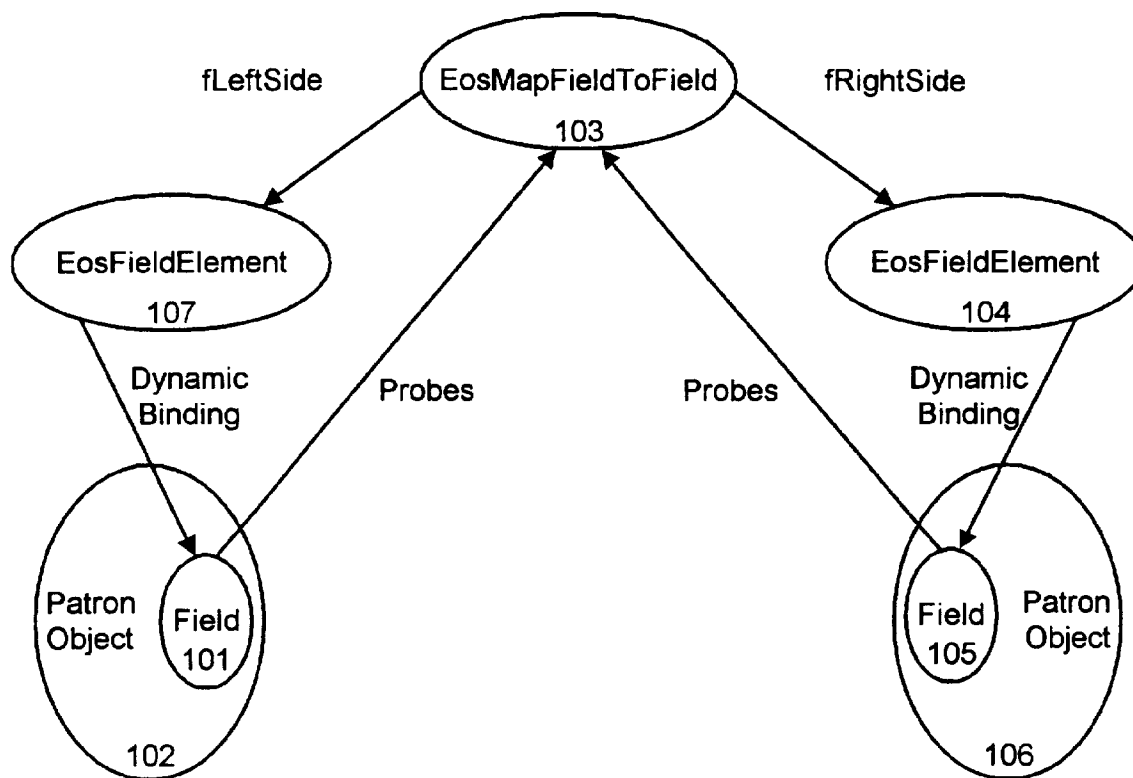 fLeftSide
EosMapFieldToField
103
fRightSide
EosFieldElement
107
EosFieldElement
104
Dynamic
Binding
Probes
Probes
Dynamic
Binding
Patron
Object
Field
101
102
Field
105
Patron
Object
106